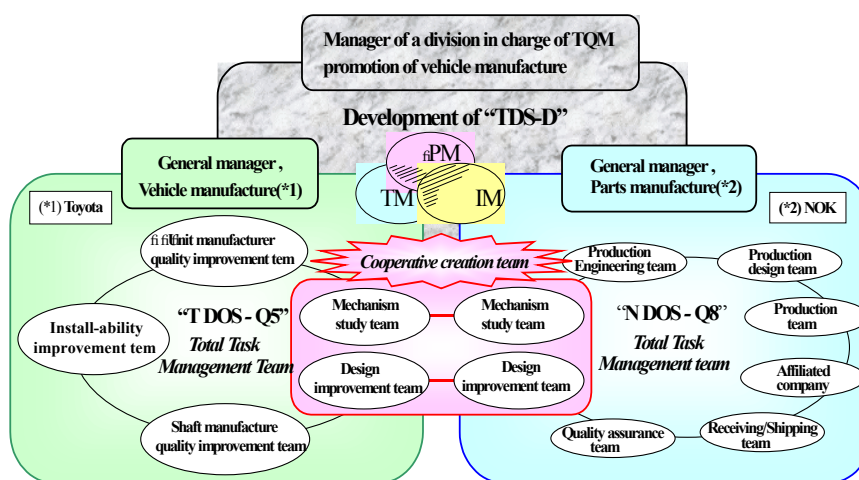 Manager of a division in charge of TQM
promotion of vehicle manufacture
Development of “TDS-D”
General manager ,
Vehicle manufacture(*1)
fiPM
TM
IM
General manager ,
Parts manufacture(*2)
(*1) Toyota
(*2) NOK
Unit manufacturer
quality improvement tem
Cooperative creation team
Production
Engineering team
Production
design team
Install-ability
improvement tem
“T DOS - Q5”
Total Task
Management Team
Mechanism
study team
Mechanism
study team
“N DOS - Q8”
Total Task
Management team
Production
team
Design
improvement team
Design
improvement team
Affiliated
company
Shaft manufacture
quality improvement team
Quality assurance
team
Receiving/Shipping
team